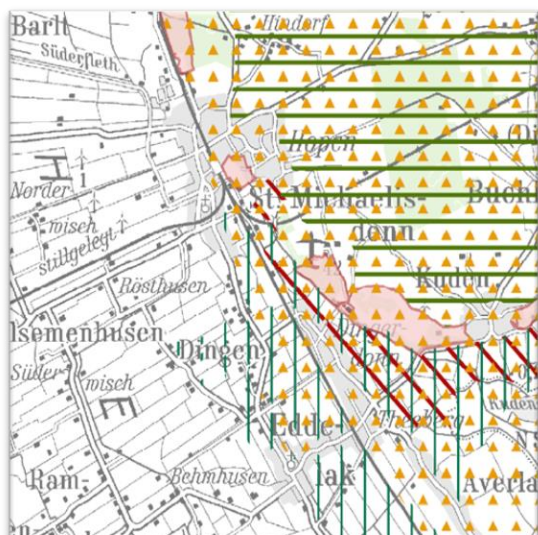 Barlt
Hindorf
Süderfleth
Hopen
Norder
wisch
St. Michaelis-
donn
Buch
stillgelegt
Rösthusen
Kuden
lsemenhusen
Dingen
Süder
wisch
Theeberg
Edde-
lak
Ram-
Behmhusen
Averla